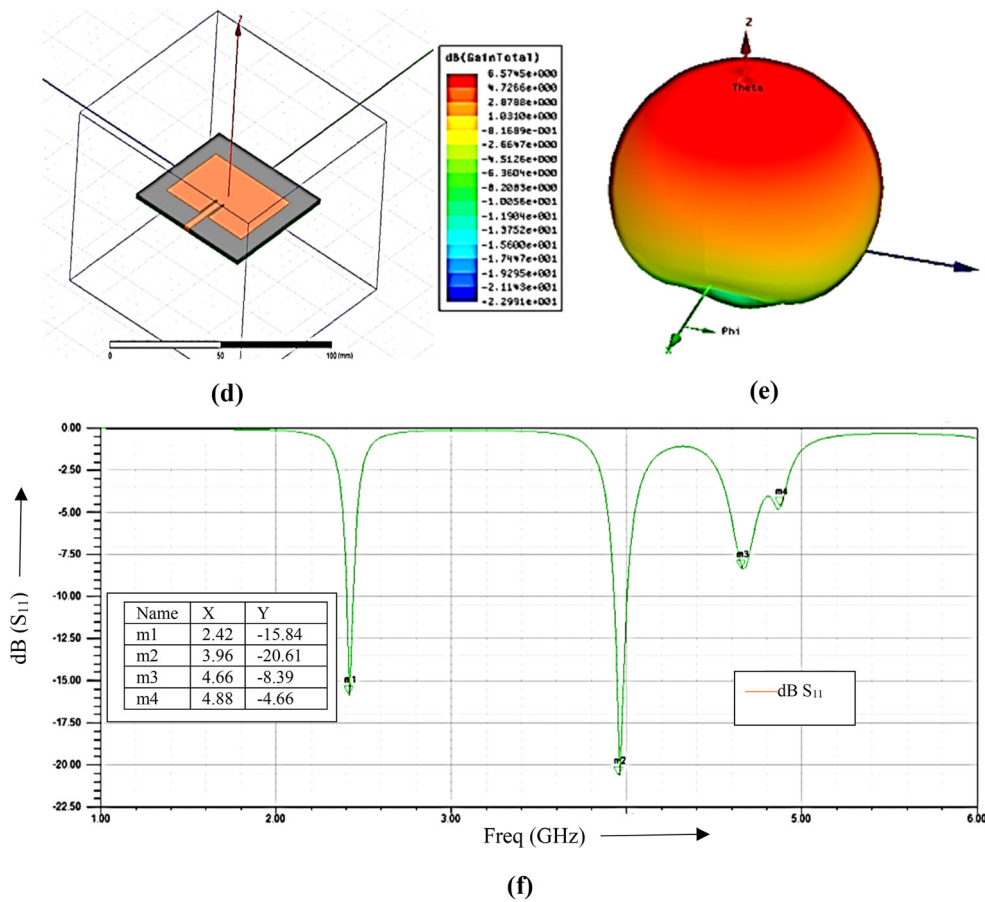 Z
dB(GainTotal)
6.5745e+000
4.7266e+000
2.8788e+000
1.0310e+000
-8.1689e-001
-2.6647e+000
-4.5126e+000
-6.3604e+000
-8.2083e+000
-1.0056e+001
-1.1904e+001
-1.3752e+001
-1.5600e+001
-1.7447e+001
-1.9295e+001
-2.1143e+001
-2.2991e+001
0 50 100 (mm)
Z
Theta
Phi
X
(d)
(e)
dB (S11)
0.00
-2.50
-5.00
-7.50
-10.00
-12.50
-15.00
-17.50
-20.00
-22.50
m1
m2
m3
m4
Name X Y
m1 2.42 -15.84
m2 3.96 -20.61
m3 4.66 -8.39
m4 4.88 -4.66
dB S11
1.00 2.00 3.00 5.00 6.00
Freq (GHz)
(f)